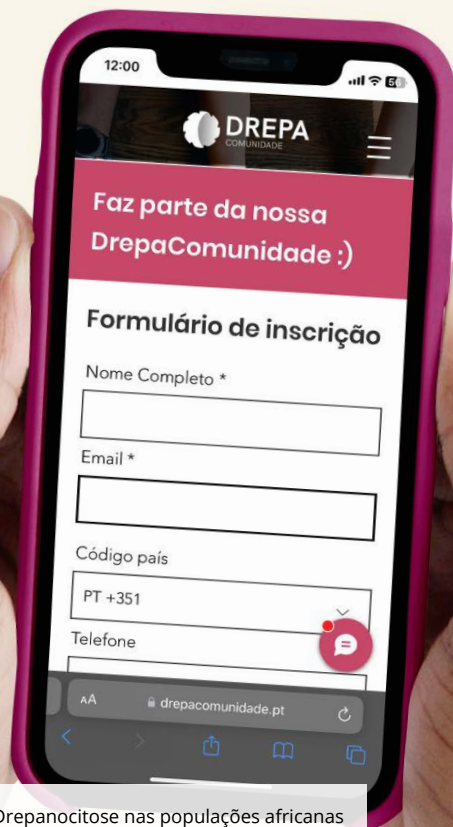 12:00
56
DREPA
COMUNIDADE
Faz parte da nossa
DrepaComunidade :)
Formulário de inscrição
Nome Completo *
Email *
Código país
PT +351
Telefone
AA
drepacomunidade.pt
Drepanocitose nas populações africanas